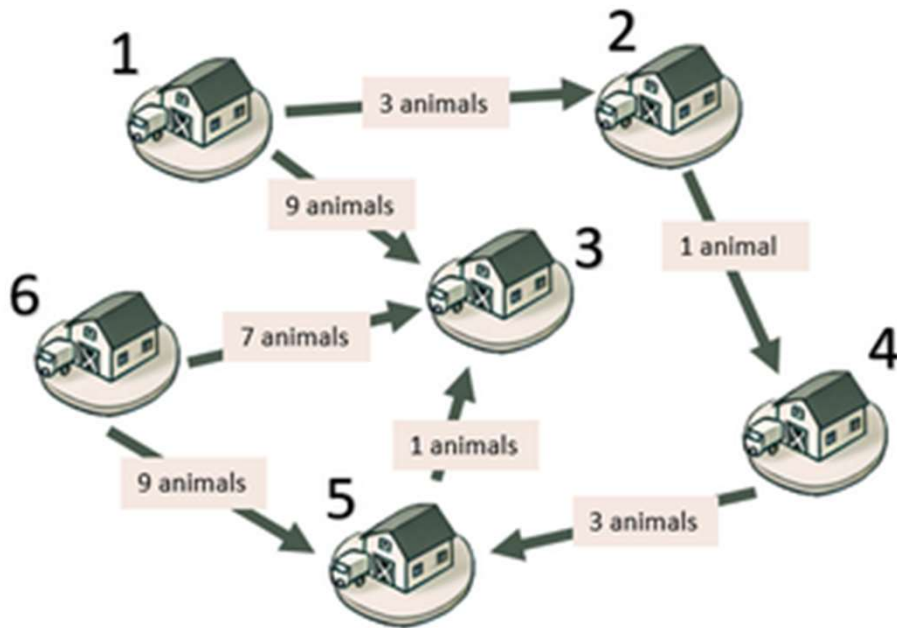 1
2
3 animals
9 animals
3
1 animal
6
7 animals
4
1 animals
9 animals
5
3 animals